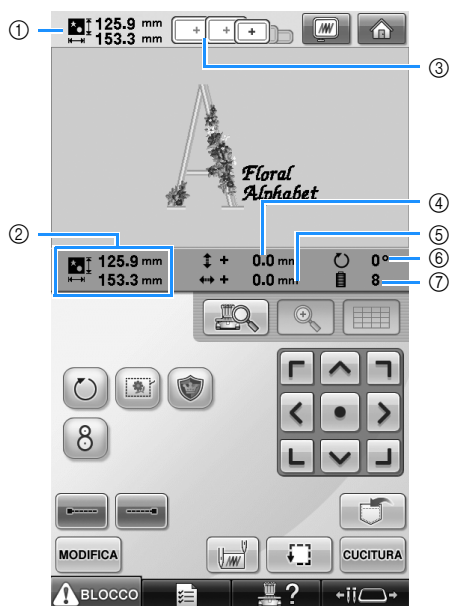 ① 125.9 mm
153.3 mm
③
Floral
Alphabet
② ④
⑤
125.9 mm + 0.0 mm 0° ⑥
153.3 mm + 0.0 mm 8 ⑦
8
MODIFICA CUCITURA
BLOCCO ?